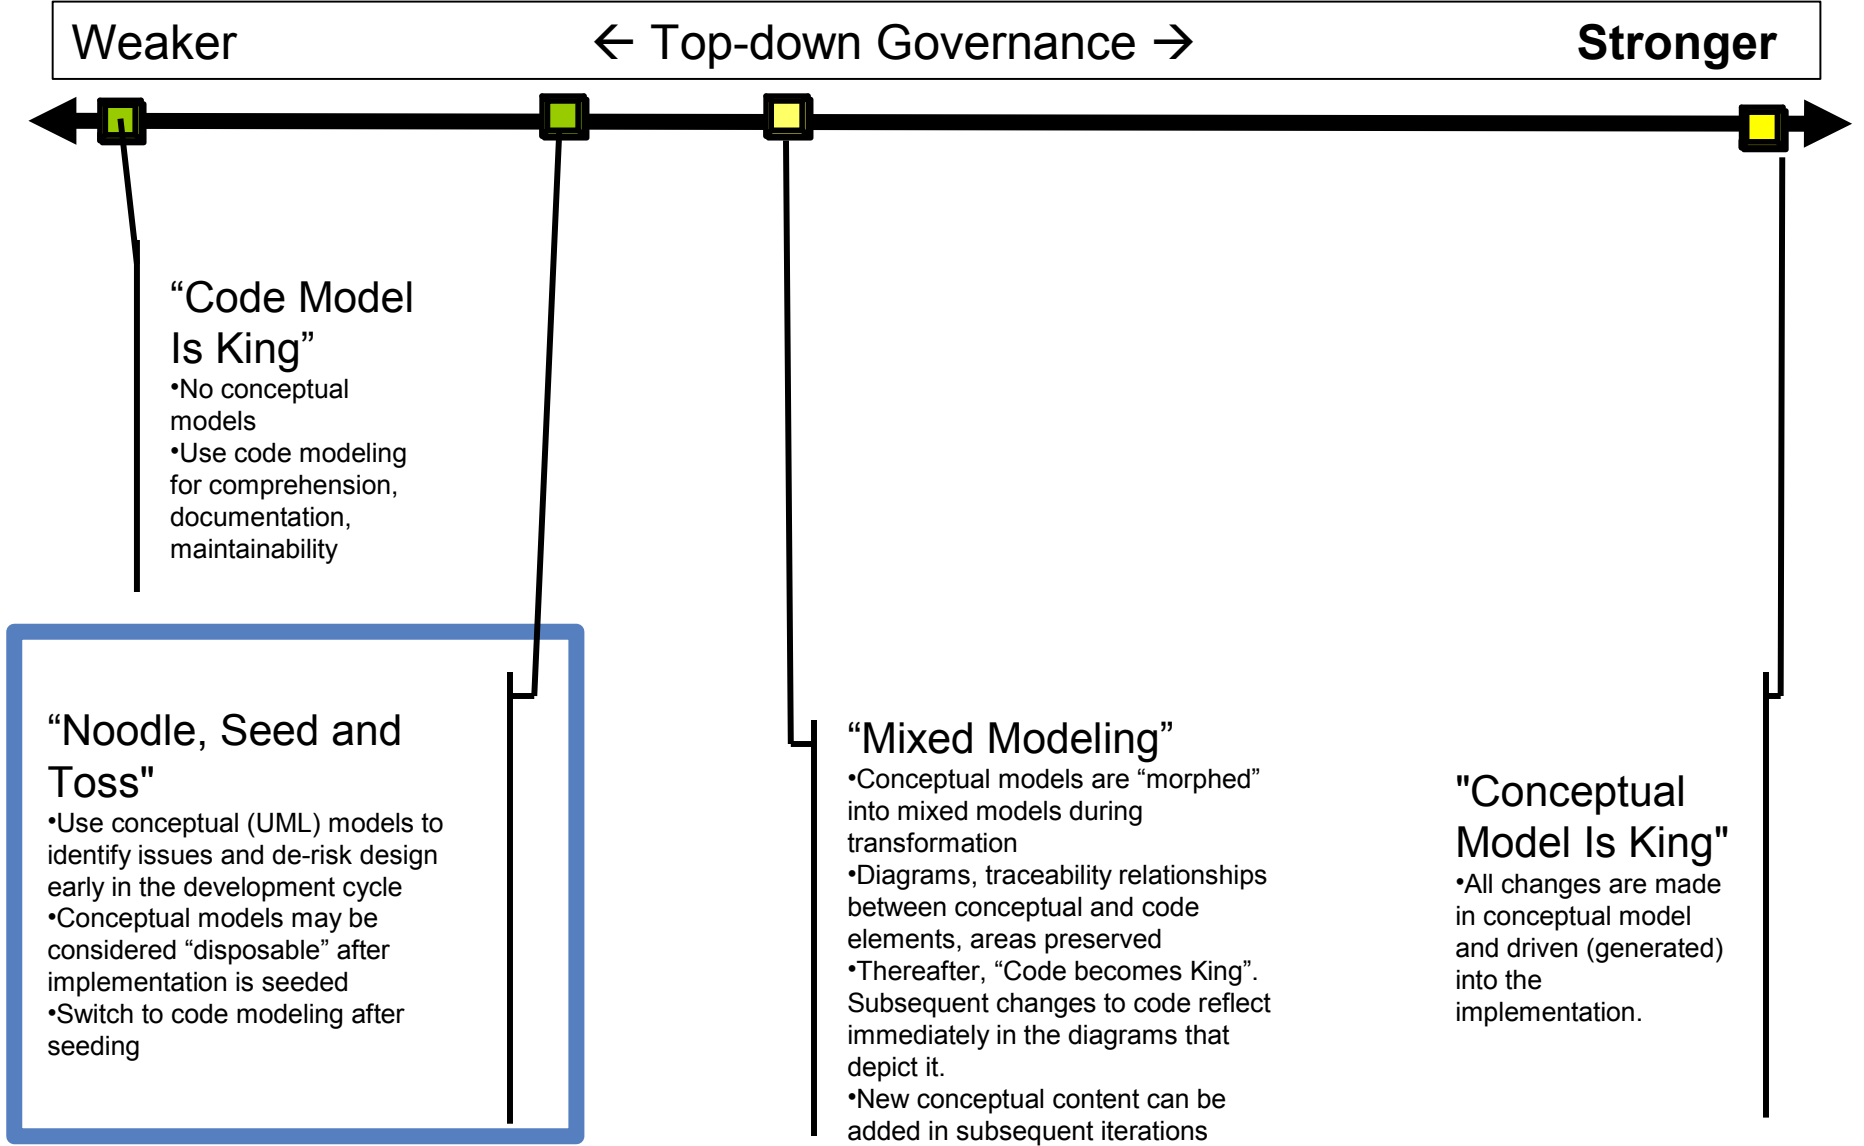 Weaker ← Top-down Governance → Stronger
“Code Model
Is King”
•No conceptual
models
•Use code modeling
for comprehension,
documentation,
maintainability
“Noodle, Seed and
Toss"
•Use conceptual (UML) models to
identify issues and de-risk design
early in the development cycle
•Conceptual models may be
considered “disposable” after
implementation is seeded
•Switch to code modeling after
seeding
“Mixed Modeling”
•Conceptual models are “morphed”
into mixed models during
transformation
•Diagrams, traceability relationships
between conceptual and code
elements, areas preserved
•Thereafter, “Code becomes King”.
Subsequent changes to code reflect
immediately in the diagrams that
depict it.
•New conceptual content can be
added in subsequent iterations
"Conceptual
Model Is King"
•All changes are made
in conceptual model
and driven (generated)
into the
implementation.